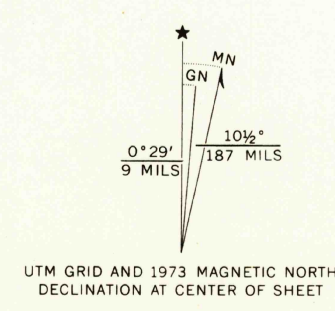 MN
GN
0°29'
9 MILS
10½°
187 MILS
UTM GRID AND 1973 MAGNETIC NORTH
DECLINATION AT CENTER OF SHEET